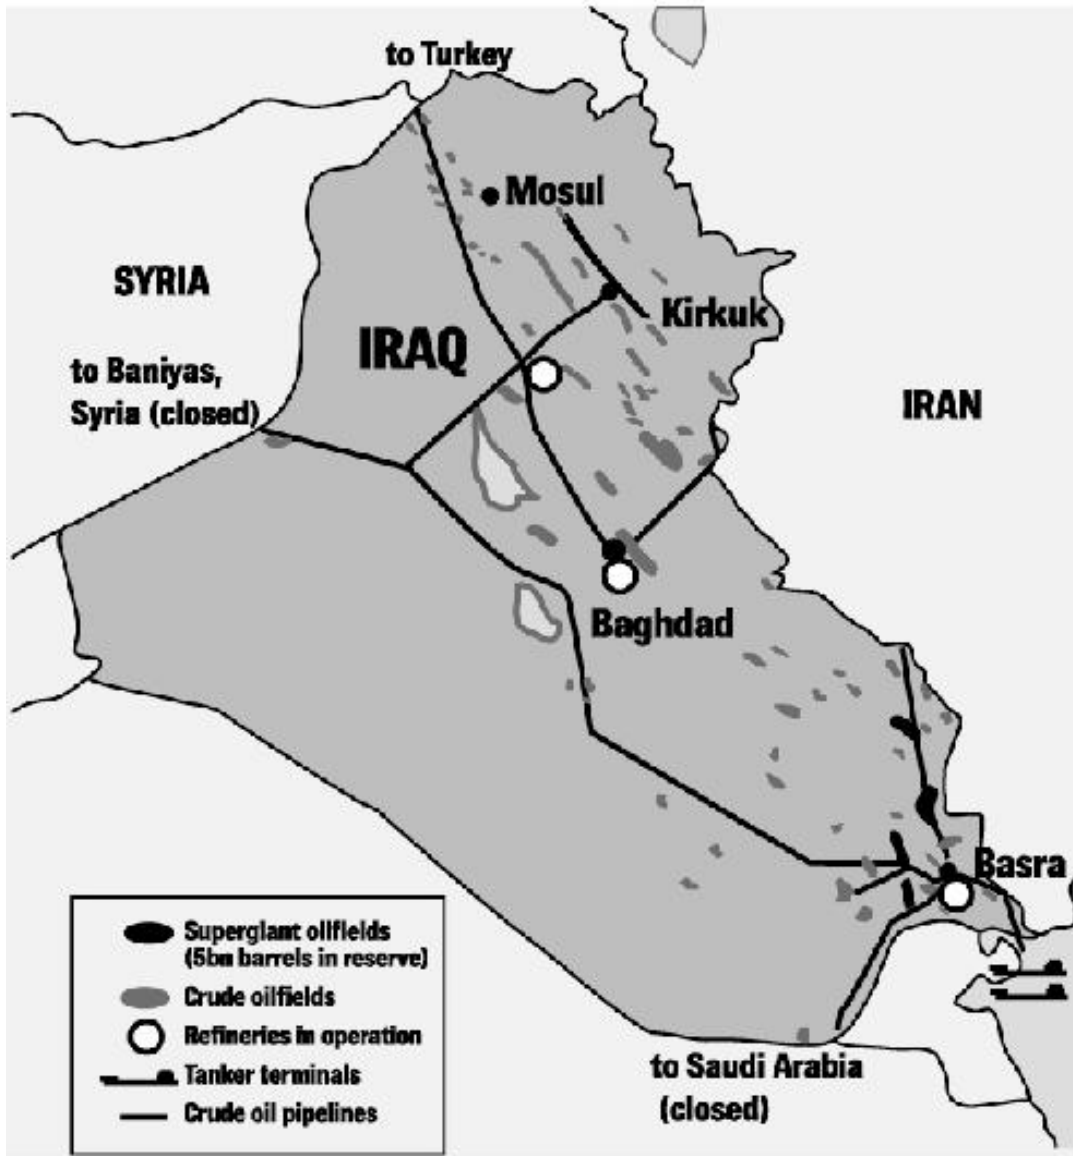 to Turkey
Mosul
SYRIA
Kirkuk
IRAQ
to Baniyas,
Syria (closed)
IRAN
Baghdad
Basra
Supergiant oilfields
(5bn barrels in reserve)
Crude oilfields
Refineries in operation
Tanker terminals
Crude oil pipelines
to Saudi Arabia
(closed)